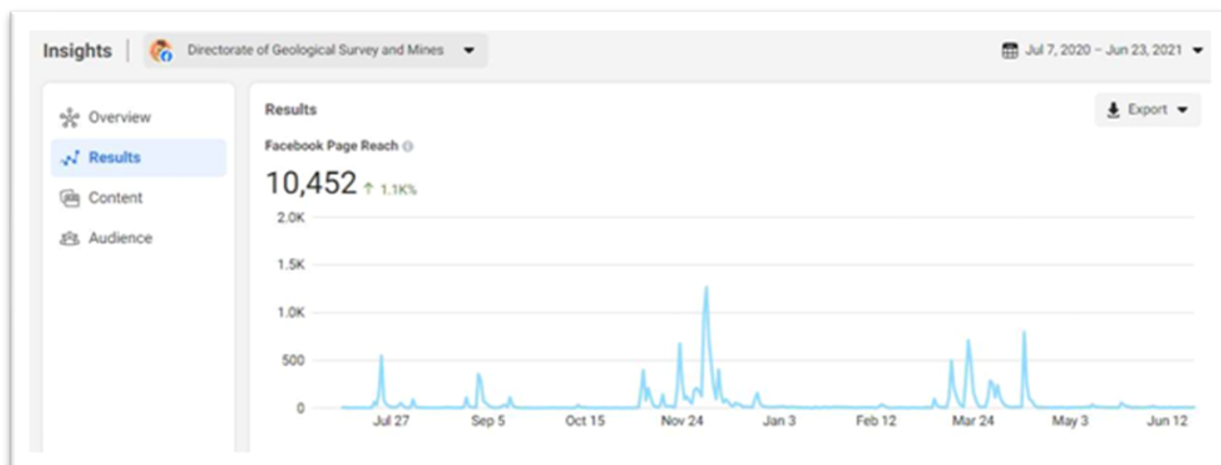 Insights
Directorate of Geological Survey and Mines
Jul 7, 2020 – Jun 23, 2021
Overview
Results
Content
Audience
Results
Export
Facebook Page Reach
10,452 ↑ 1.1K%
2.0K
1.5K
1.0K
500
0
Jul 27 Sep 5 Oct 15 Nov 24 Jan 3 Feb 12 Mar 24 May 3 Jun 12